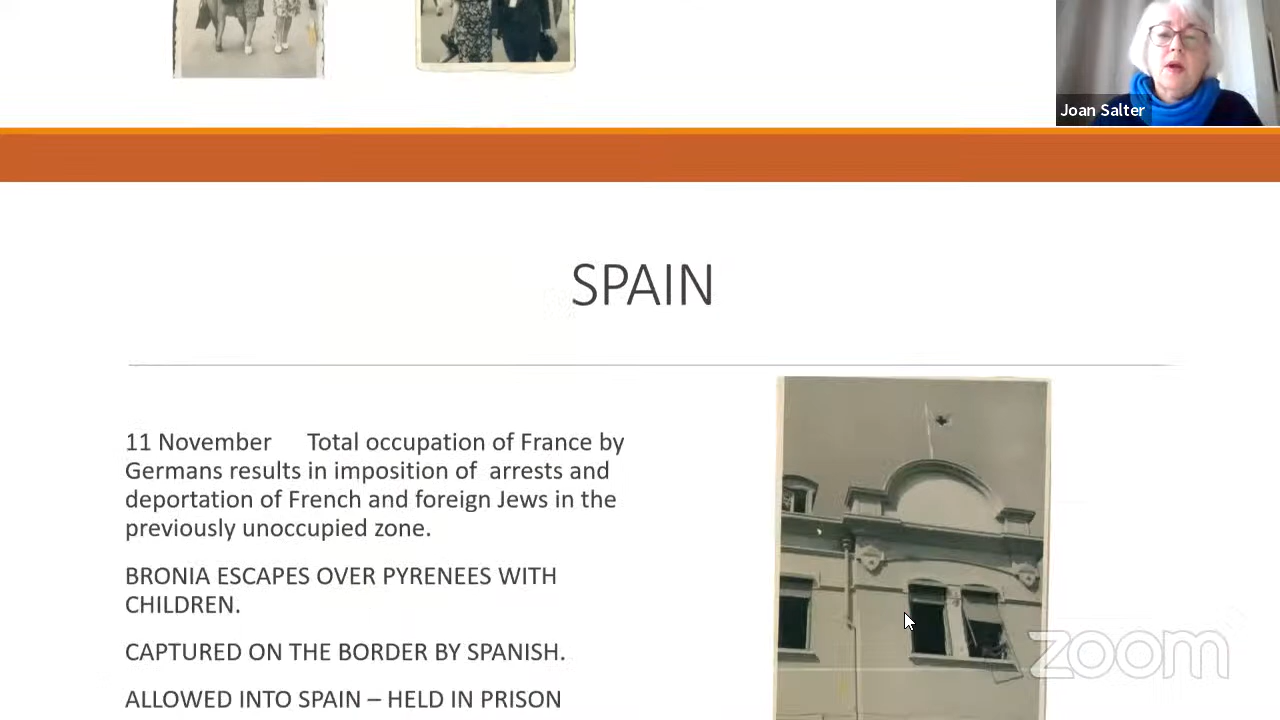 Joan Salter
SPAIN
11 November Total occupation of France by
Germans results in imposition of arrests and
deportation of French and foreign Jews in the
previously unoccupied zone.
BRONIA ESCAPES OVER PYRENEES WITH
CHILDREN.
CAPTURED ON THE BORDER BY SPANISH.
ALLOWED INTO SPAIN – HELD IN PRISON
zoom